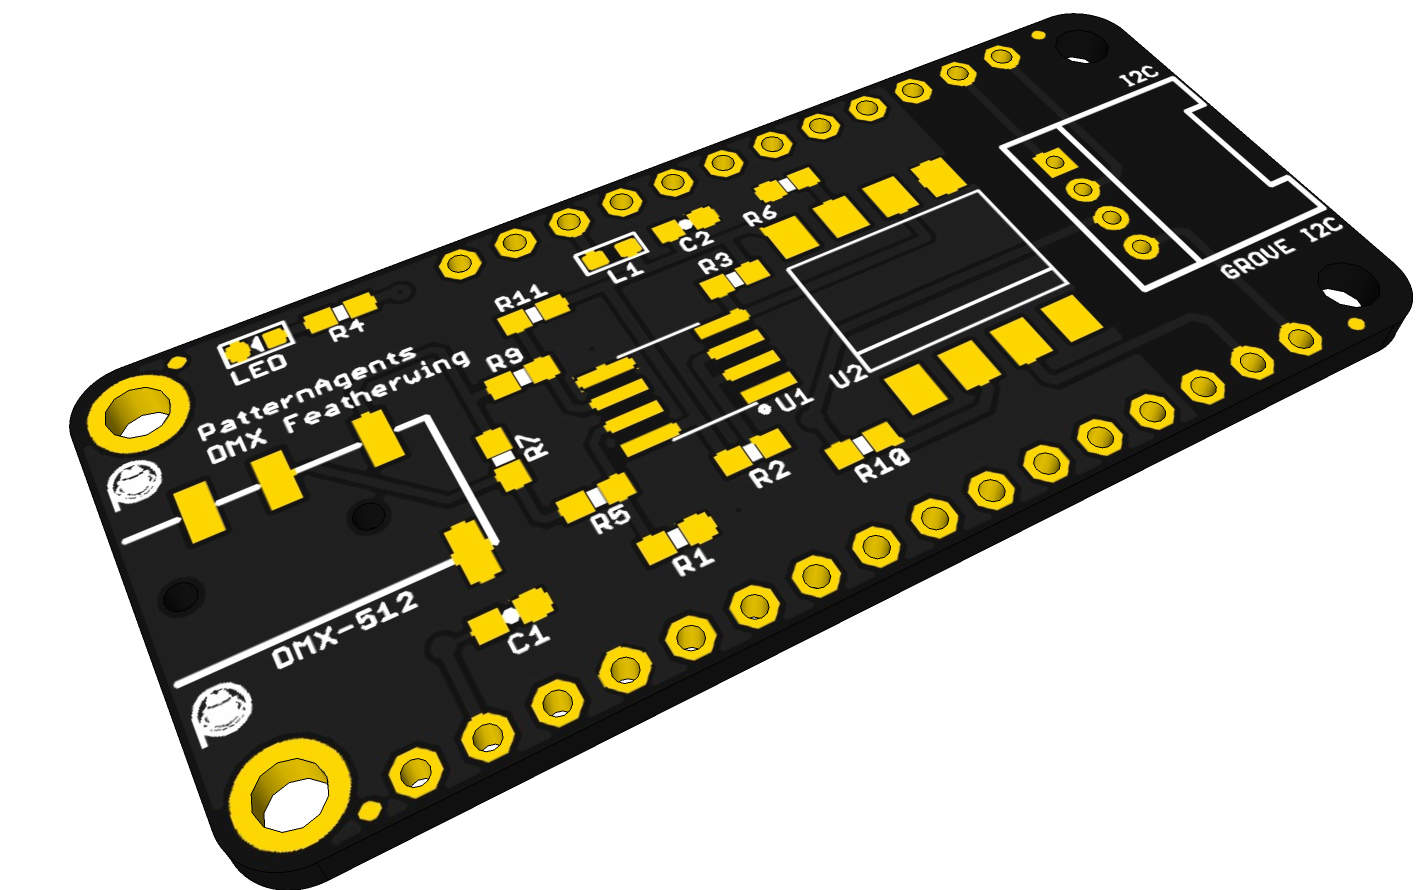 I2C
GROVE I2C
R6
C2
L1
R3
R11
R4
LED
PatternAgents
DMX Featherwing
R9
U2
U1
R7
R2
R10
R5
R1
DMX-512
C1